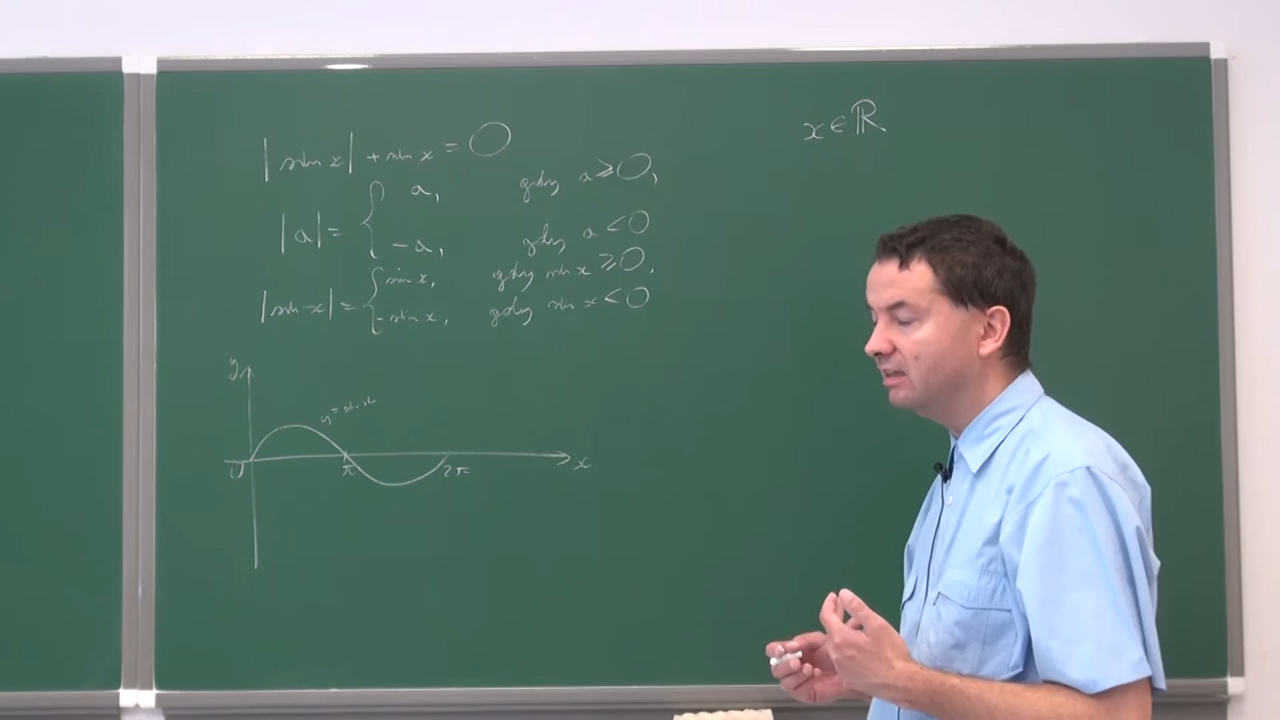 |sin x| + sin x = 0
x ∈ ℝ
|a| = { a, gdy a ⩾ 0,
-a, gdy a < 0
|sin x| = { sin x, gdy sin x ⩾ 0,
-sin x, gdy sin x < 0
y
y = sin x
0 π 2π x